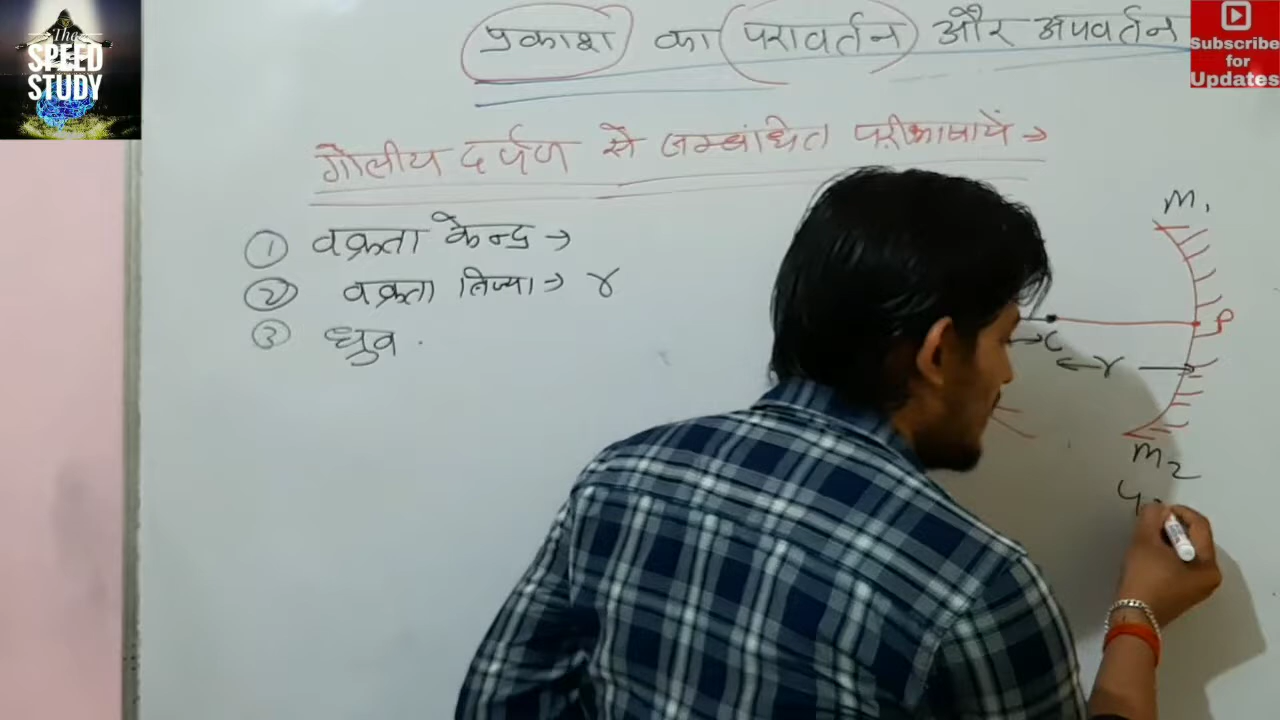 The
SPEED
STUDY
प्रकाश का परावर्तन और अपवर्तन
Subscribe
for
Updates
गोलीय दर्पण से सम्बंधित परीभाषायें →
① वक्रता केन्द्र →
② वक्रता त्रिज्या → r
③ ध्रुव .
M1
P
C
r
M2